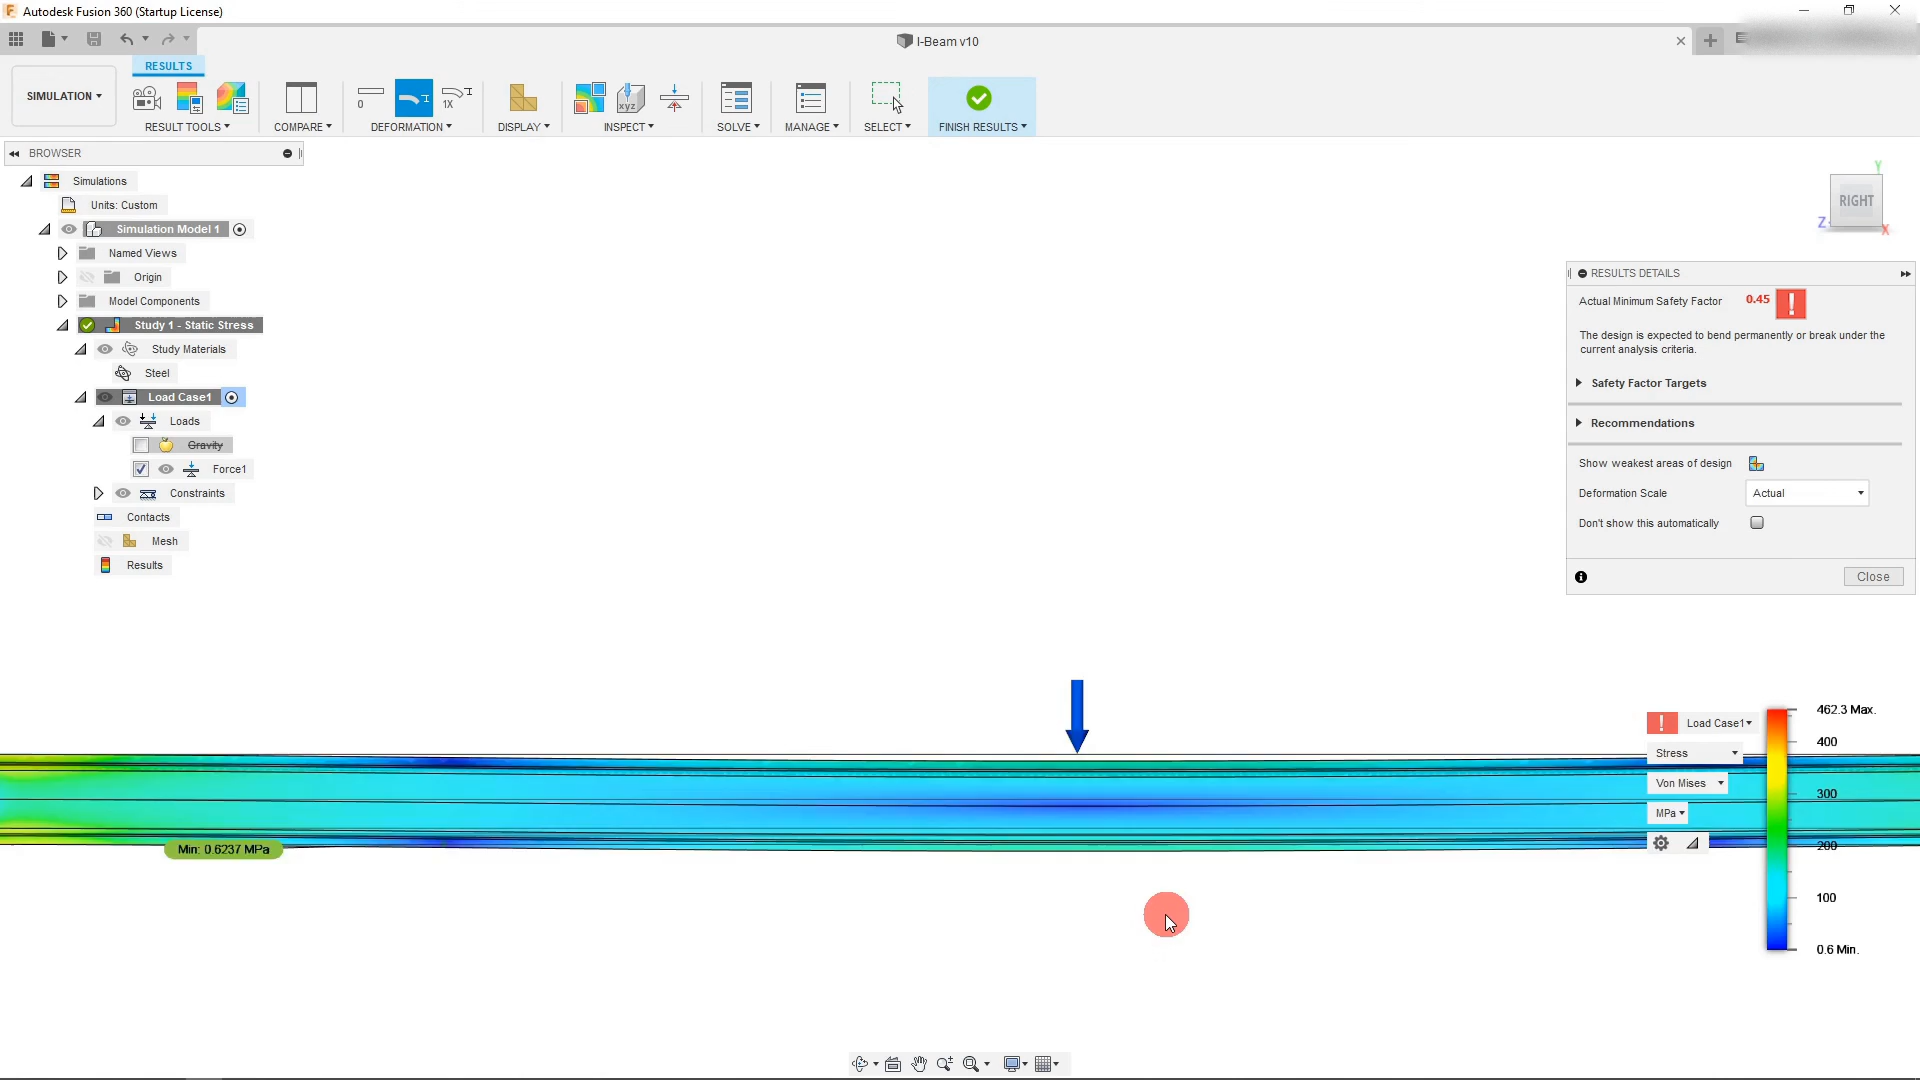 Autodesk Fusion 360 (Startup License)
I-Beam v10
RESULTS
SIMULATION
0
1X
xyz
RESULT TOOLS
COMPARE
DEFORMATION
DISPLAY
INSPECT
SOLVE
MANAGE
SELECT
FINISH RESULTS
BROWSER
Simulations
Units: Custom
Simulation Model 1
Named Views
Origin
Model Components
Study 1 - Static Stress
Study Materials
Steel
Load Case1
Loads
Gravity
Force1
Constraints
Contacts
Mesh
Results
Y
RIGHT
Z
X
RESULTS DETAILS
Actual Minimum Safety Factor 0.45
The design is expected to bend permanently or break under the
current analysis criteria.
Safety Factor Targets
Recommendations
Show weakest areas of design
Deformation Scale Actual
Don't show this automatically
Close
Min: 0.6237 MPa
Load Case1
Stress
Von Mises
MPa
462.3 Max.
400
300
200
100
0.6 Min.